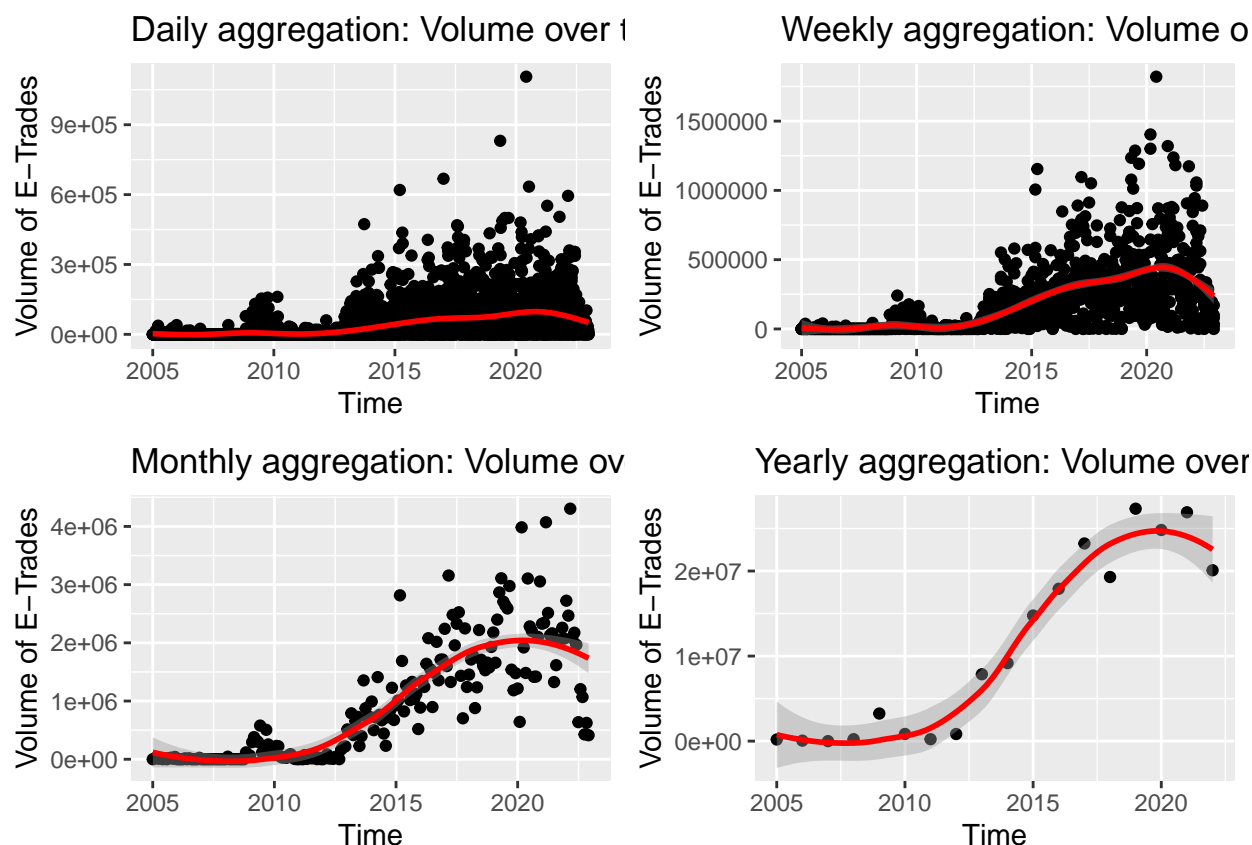 Daily aggregation: Volume over t
Volume of E−Trades
9e+05
6e+05
3e+05
0e+00
2005 2010 2015 2020
Time
Weekly aggregation: Volume o
Volume of E−Trades
1500000
1000000
500000
0
2005 2010 2015 2020
Time
Monthly aggregation: Volume ov
Volume of E−Trades
4e+06
3e+06
2e+06
1e+06
0e+00
2005 2010 2015 2020
Time
Yearly aggregation: Volume over
Volume of E−Trades
2e+07
1e+07
0e+00
2005 2010 2015 2020
Time